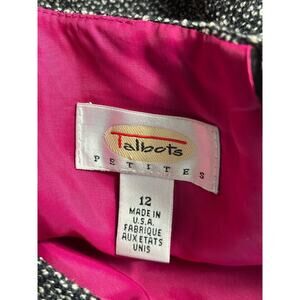 Talbots
PETITES
12
MADE IN
U.S.A.
FABRIQUE
AUX ETATS
UNIS